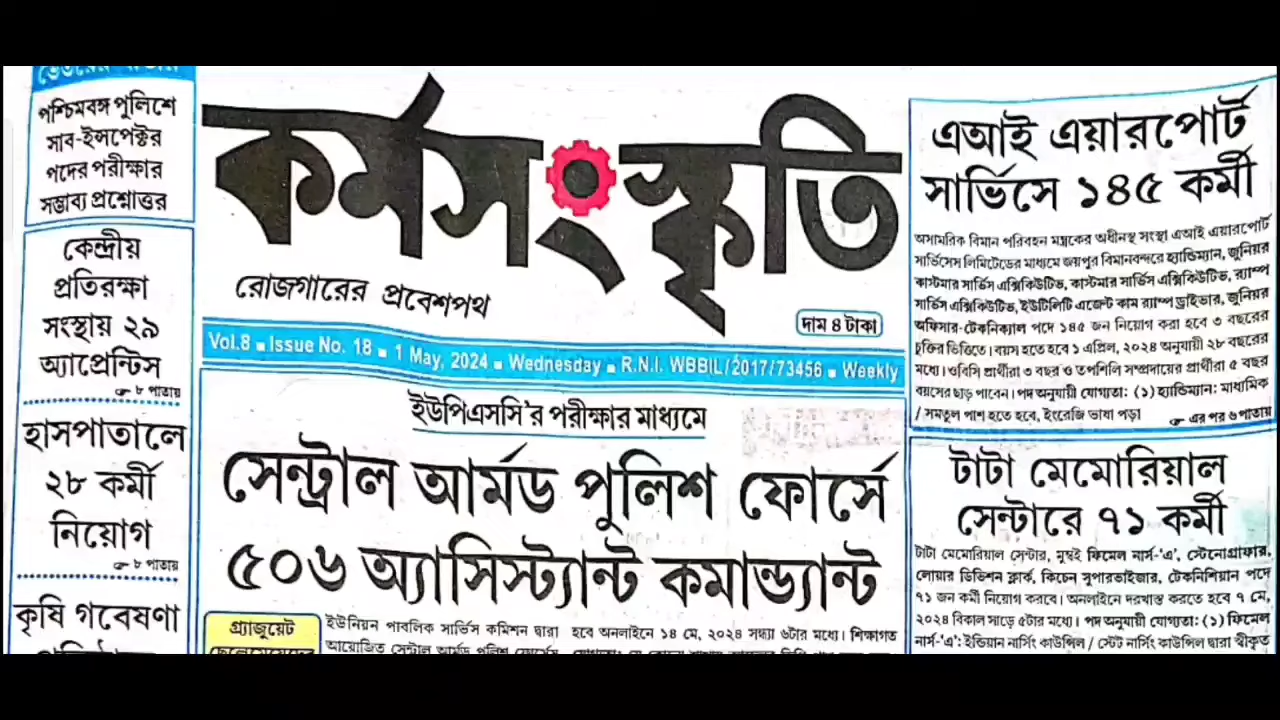 পশ্চিমবঙ্গ পুলিশে
সাব-ইন্সপেক্টর
পদের পরীক্ষার
সম্ভাব্য প্রশ্নোত্তর
কেন্দ্রীয়
প্রতিরক্ষা
সংস্থায় ২৯
অ্যাপ্রেন্টিস
৮ পাতায়
হাসপাতালে
২৮ কর্মী
নিয়োগ
৮ পাতায়
কৃষি গবেষণা
কর্মসংস্কৃতি
রোজগারের প্রবেশপথ
দাম ৪ টাকা
Vol.8 ■ Issue No. 18 ■ 1 May, 2024 ■ Wednesday ■ R.N.I. WBBIL/2017/73456 ■ Weekly
ইউপিএসসি'র পরীক্ষার মাধ্যমে
সেন্ট্রাল আর্মড পুলিশ ফোর্সে
৫০৬ অ্যাসিস্ট্যান্ট কমান্ড্যান্ট
গ্র্যাজুয়েট
ছেলেমেয়েদের
ইউনিয়ন পাবলিক সার্ভিস কমিশন দ্বারা
আয়োজিত সেন্ট্রাল আর্মড পুলিশ ফোর্সেস
হবে অনলাইনে ১৪ মে, ২০২৪ সন্ধ্যা ৬টার মধ্যে। শিক্ষাগত
এআই এয়ারপোর্ট
সার্ভিসে ১৪৫ কর্মী
অসামরিক বিমান পরিবহন মন্ত্রকের অধীনস্থ সংস্থা এআই এয়ারপোর্ট
সার্ভিসেস লিমিটেডের মাধ্যমে জয়পুর বিমানবন্দরে হ্যান্ডিম্যান, জুনিয়র
কাস্টমার সার্ভিস এক্সিকিউটিভ, কাস্টমার সার্ভিস এক্সিকিউটিভ, র‍্যাম্প
সার্ভিস এক্সিকিউটিভ, ইউটিলিটি এজেন্ট কাম র‍্যাম্প ড্রাইভার, জুনিয়র
অফিসার-টেকনিক্যাল পদে ১৪৫ জন নিয়োগ করা হবে ৩ বছরের
চুক্তির ভিত্তিতে। বয়স হতে হবে ১ এপ্রিল, ২০২৪ অনুযায়ী ২৮ বছরের
মধ্যে। ওবিসি প্রার্থীরা ৩ বছর ও তপশিলি সম্প্রদায়ের প্রার্থীরা ৫ বছর
বয়সের ছাড় পাবেন। পদ অনুযায়ী যোগ্যতা: (১) হ্যান্ডিম্যান: মাধ্যমিক
/ সমতুল পাশ হতে হবে, ইংরেজি ভাষা পড়া
এর পর ৬ পাতায়
টাটা মেমোরিয়াল
সেন্টারে ৭১ কর্মী
টাটা মেমোরিয়াল সেন্টার, মুম্বই ফিমেল নার্স-'এ', স্টেনোগ্রাফার,
লোয়ার ডিভিশন ক্লার্ক, কিচেন সুপারভাইজার, টেকনিশিয়ান পদে
৭১ জন কর্মী নিয়োগ করবে। অনলাইনে দরখাস্ত করতে হবে ৭ মে,
২০২৪ বিকাল সাড়ে ৫টার মধ্যে। পদ অনুযায়ী যোগ্যতা: (১) ফিমেল
নার্স-'এ': ইন্ডিয়ান নার্সিং কাউন্সিল / স্টেট নার্সিং কাউন্সিল দ্বারা স্বীকৃত